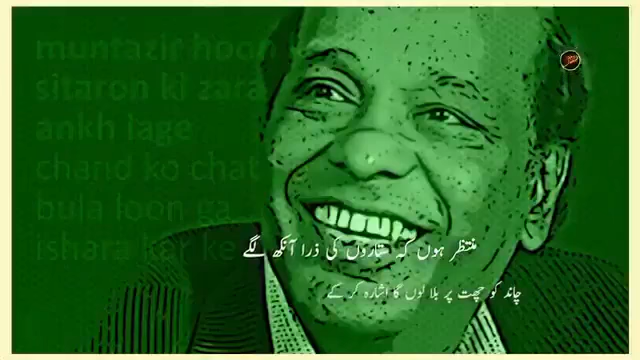 muntazir hoon
sitaron ki zara
ankh lage
chand ko chat
bula loon ga
ishara kar ke
منتظر ہوں کہ ستاروں کی ذرا آنکھ لگے
چاند کو چھت پر بلا لوں گا اشارہ کر کے